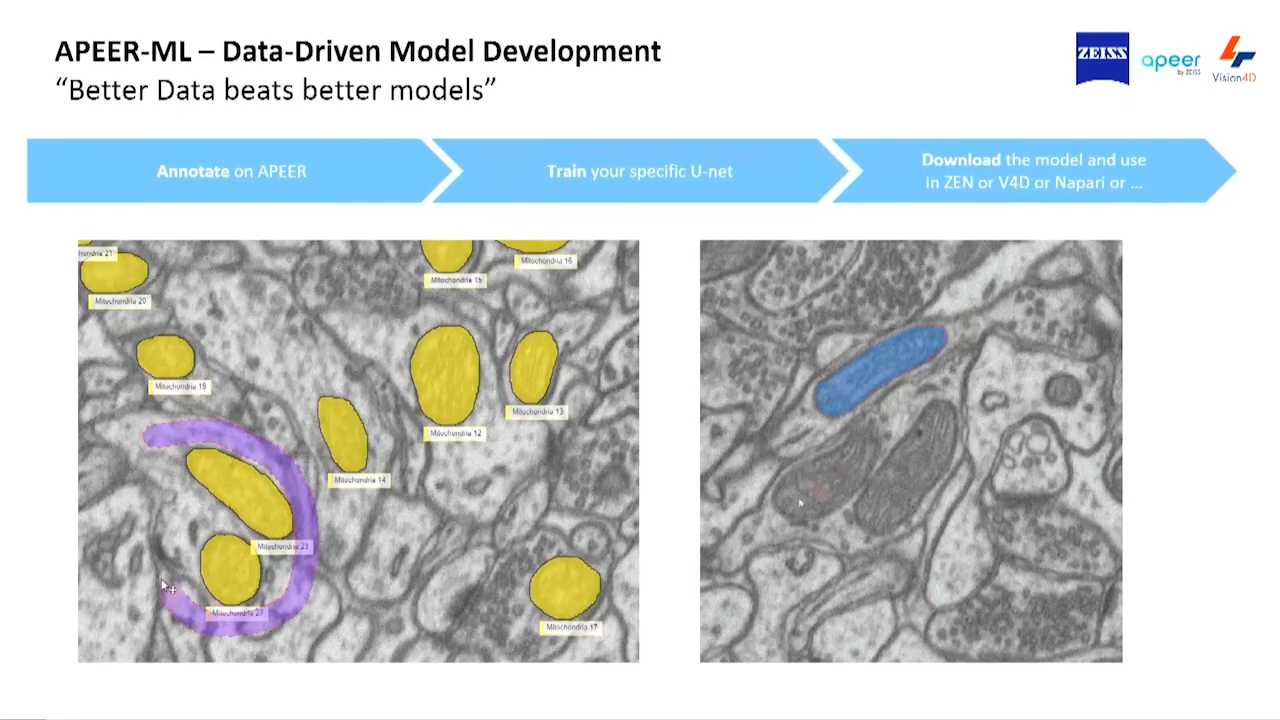 APEER-ML – Data-Driven Model Development
“Better Data beats better models”
ZEISS
apeer
by ZEISS
Vision4D
Annotate on APEER
Train your specific U-net
Download the model and use
in ZEN or V4D or Napari or ...
hondria 21
Mitochondria 16
Mitochondria 15
Mitochondria 20
Mitochondria 19
Mitochondria 13
Mitochondria 12
Mitochondria 14
Mitochondria 23
Mitochondria 27
Mitochondria 17